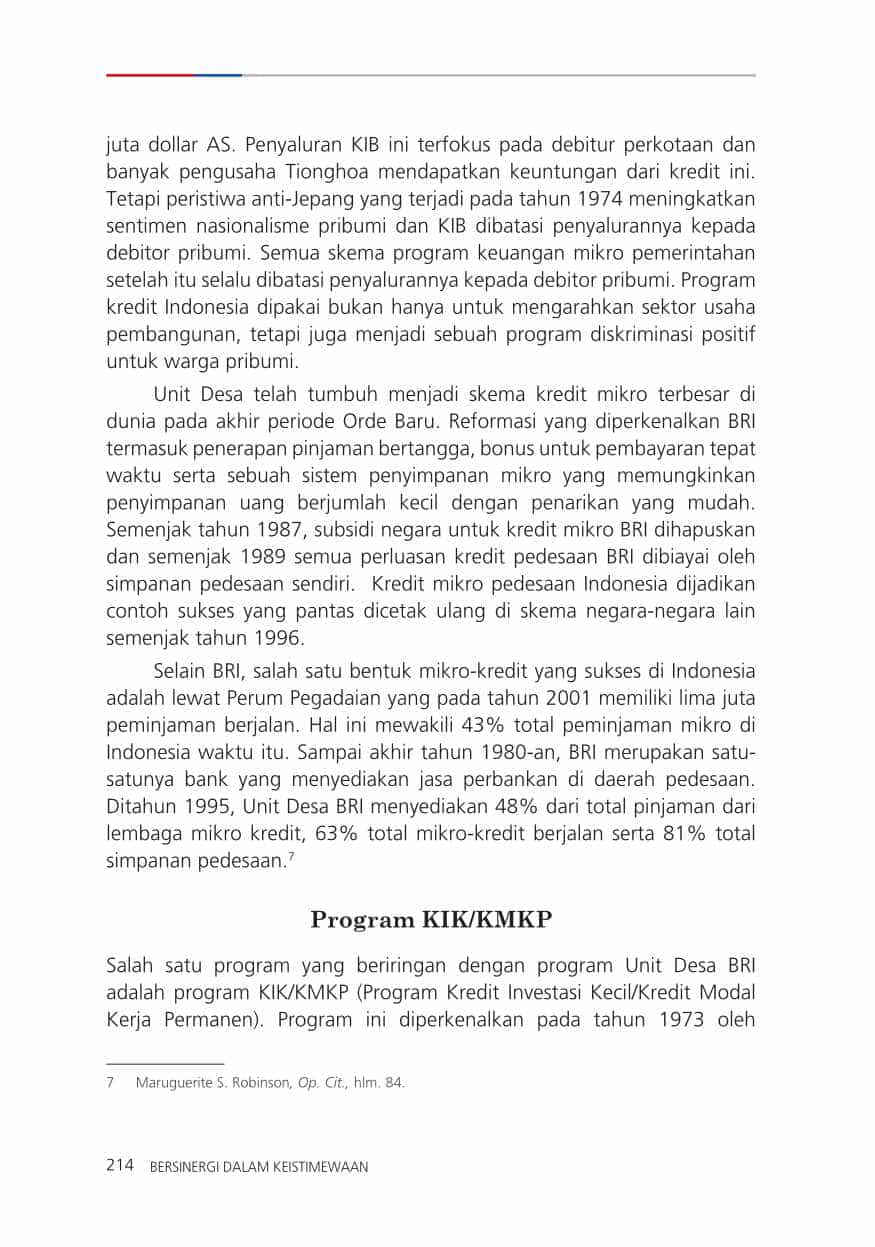 juta dollar AS. Penyaluran KIB ini terfokus pada debitur perkotaan dan
banyak pengusaha Tionghoa mendapatkan keuntungan dari kredit ini.
Tetapi peristiwa anti-Jepang yang terjadi pada tahun 1974 meningkatkan
sentimen nasionalisme pribumi dan KIB dibatasi penyalurannya kepada
debitor pribumi. Semua skema program keuangan mikro pemerintahan
setelah itu selalu dibatasi penyalurannya kepada debitor pribumi. Program
kredit Indonesia dipakai bukan hanya untuk mengarahkan sektor usaha
pembangunan, tetapi juga menjadi sebuah program diskriminasi positif
untuk warga pribumi.
Unit Desa telah tumbuh menjadi skema kredit mikro terbesar di
dunia pada akhir periode Orde Baru. Reformasi yang diperkenalkan BRI
termasuk penerapan pinjaman bertangga, bonus untuk pembayaran tepat
waktu serta sebuah sistem penyimpanan mikro yang memungkinkan
penyimpanan uang berjumlah kecil dengan penarikan yang mudah.
Semenjak tahun 1987, subsidi negara untuk kredit mikro BRI dihapuskan
dan semenjak 1989 semua perluasan kredit pedesaan BRI dibiayai oleh
simpanan pedesaan sendiri.  Kredit mikro pedesaan Indonesia dijadikan
contoh sukses yang pantas dicetak ulang di skema negara-negara lain
semenjak tahun 1996.
Selain BRI, salah satu bentuk mikro-kredit yang sukses di Indonesia
adalah lewat Perum Pegadaian yang pada tahun 2001 memiliki lima juta
peminjaman berjalan. Hal ini mewakili 43% total peminjaman mikro di
Indonesia waktu itu. Sampai akhir tahun 1980-an, BRI merupakan satu-
satunya bank yang menyediakan jasa perbankan di daerah pedesaan.
Ditahun 1995, Unit Desa BRI menyediakan 48% dari total pinjaman dari
lembaga mikro kredit, 63% total mikro-kredit berjalan serta 81% total
simpanan pedesaan.7
Program KIK/KMKP
Salah satu program yang beriringan dengan program Unit Desa BRI
adalah program KIK/KMKP (Program Kredit Investasi Kecil/Kredit Modal
Kerja Permanen). Program ini diperkenalkan pada tahun 1973 oleh
7 Maruguerite S. Robinson, Op. Cit., hlm. 84.
214 BERSINERGI DALAM KEISTIMEWAAN